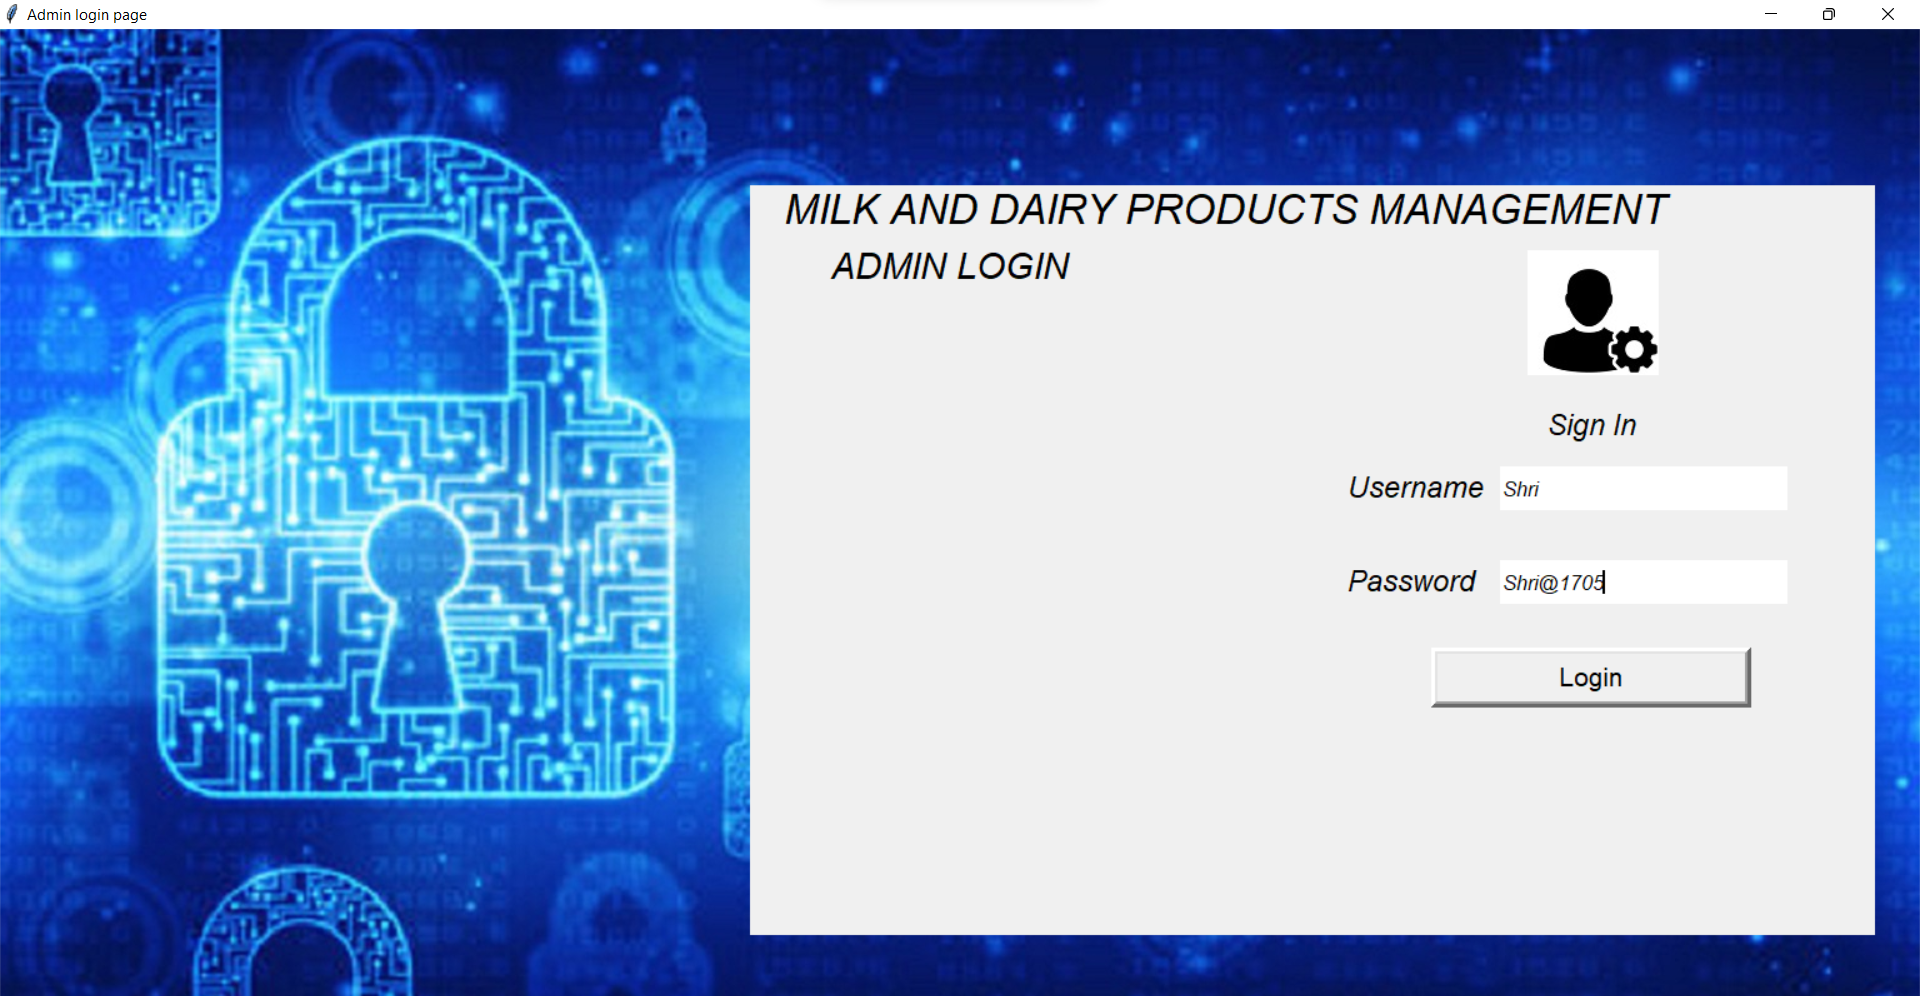 Admin login page
MILK AND DAIRY PRODUCTS MANAGEMENT
ADMIN LOGIN
Sign In
Username Shri
Password Shri@1705
Login